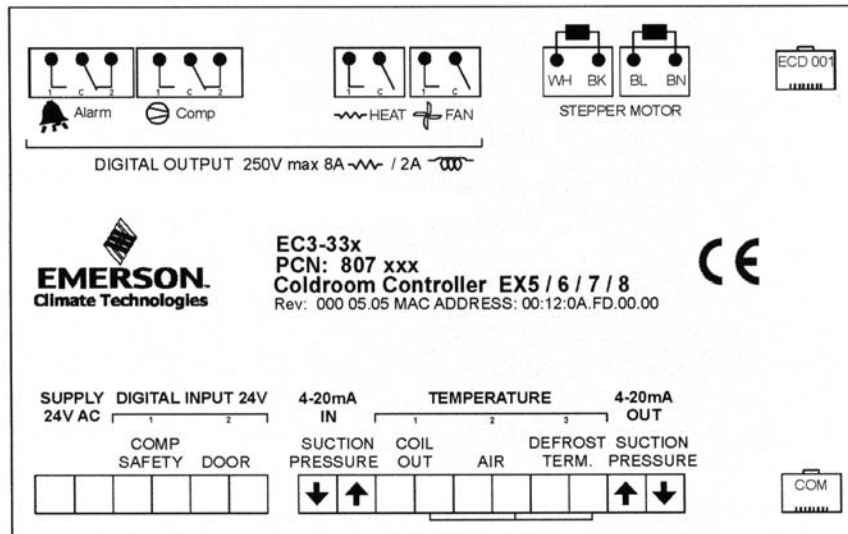 1 C 2 1 C 2 1 C 1 C
Alarm Comp HEAT FAN
WH BK BL BN
STEPPER MOTOR
ECD 001
DIGITAL OUTPUT 250V max 8A / 2A
EMERSON™
Climate Technologies
EC3-33x
PCN: 807 xxx
Coldroom Controller EX5 / 6 / 7 / 8
Rev: 000 05.05 MAC ADDRESS: 00:12:0A.FD.00.00
CE
SUPPLY
24V AC
DIGITAL INPUT 24V
1 2
COMP
SAFETY
DOOR
4-20mA
IN
SUCTION
PRESSURE
TEMPERATURE
1 2 3
COIL
OUT
AIR
DEFROST
TERM.
4-20mA
OUT
SUCTION
PRESSURE
COM